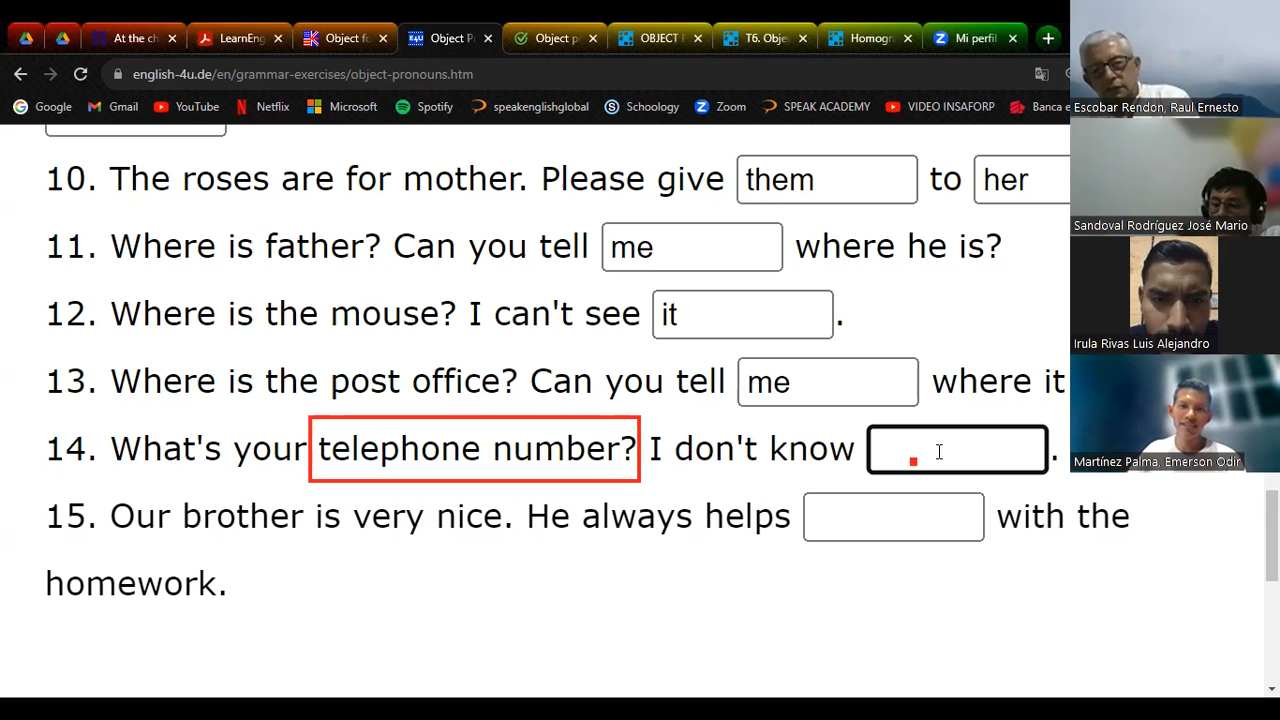 At the ch
LearnEng
Object fo
Object P
Object p
OBJECT P
T6. Obje
Homogra
Mi perfil
english-4u.de/en/grammar-exercises/object-pronouns.htm
Google Gmail YouTube Netflix Microsoft Spotify speakenglishglobal Schoology Zoom SPEAK ACADEMY VIDEO INSAFORP Banca e
Escobar Rendon, Raul Ernesto
Sandoval Rodríguez José Mario
Irula Rivas Luis Alejandro
Martínez Palma, Emerson Odir
10. The roses are for mother. Please give them to her
11. Where is father? Can you tell me where he is?
12. Where is the mouse? I can't see it .
13. Where is the post office? Can you tell me where it
14. What's your telephone number? I don't know .
15. Our brother is very nice. He always helps with the
homework.